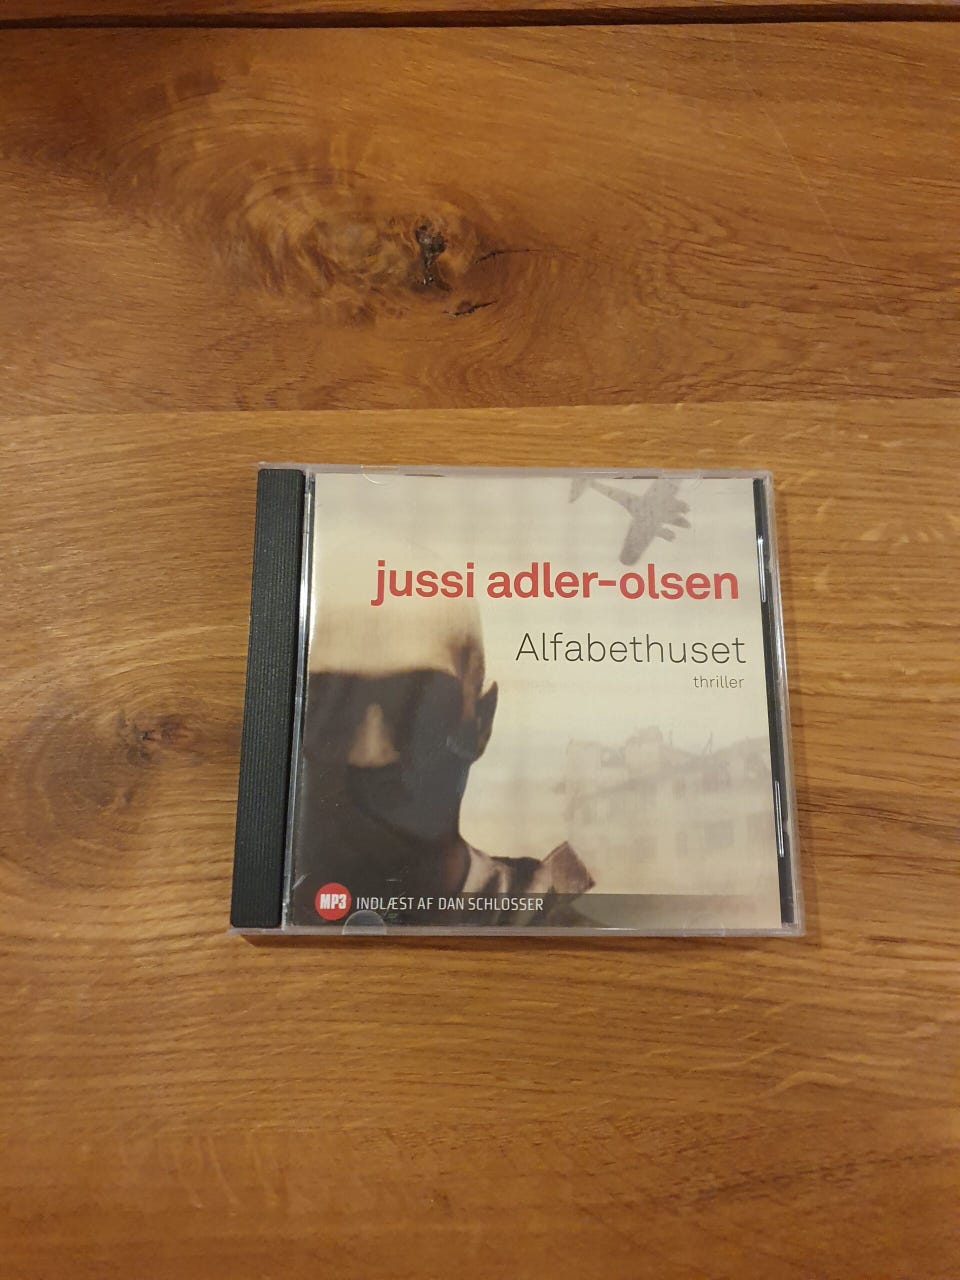 jussi adler-olsen
Alfabethuset
thriller
MP3 INDLÆST AF DAN SCHLOSSER